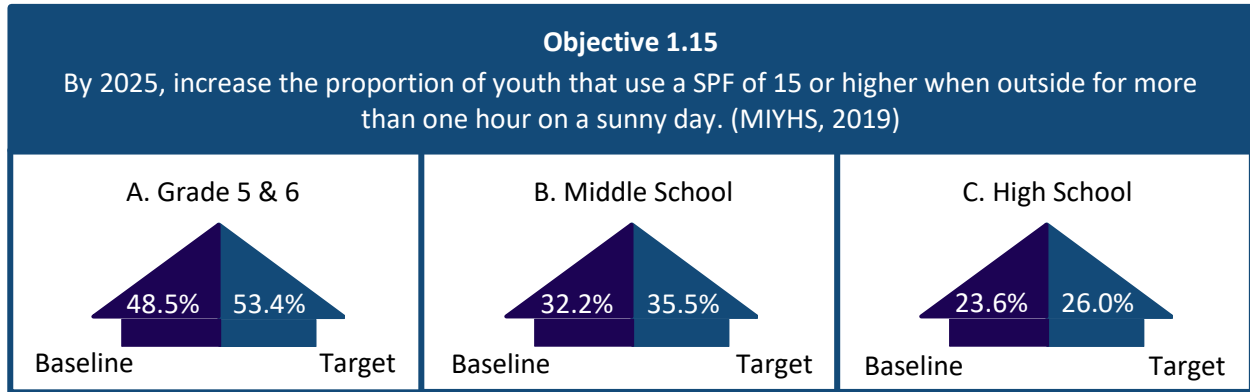 Objective 1.15
By 2025, increase the proportion of youth that use a SPF of 15 or higher when outside for more
than one hour on a sunny day. (MIYHS, 2019)
A. Grade 5 & 6
48.5% 53.4%
Baseline Target
B. Middle School
32.2% 35.5%
Baseline Target
C. High School
23.6% 26.0%
Baseline Target